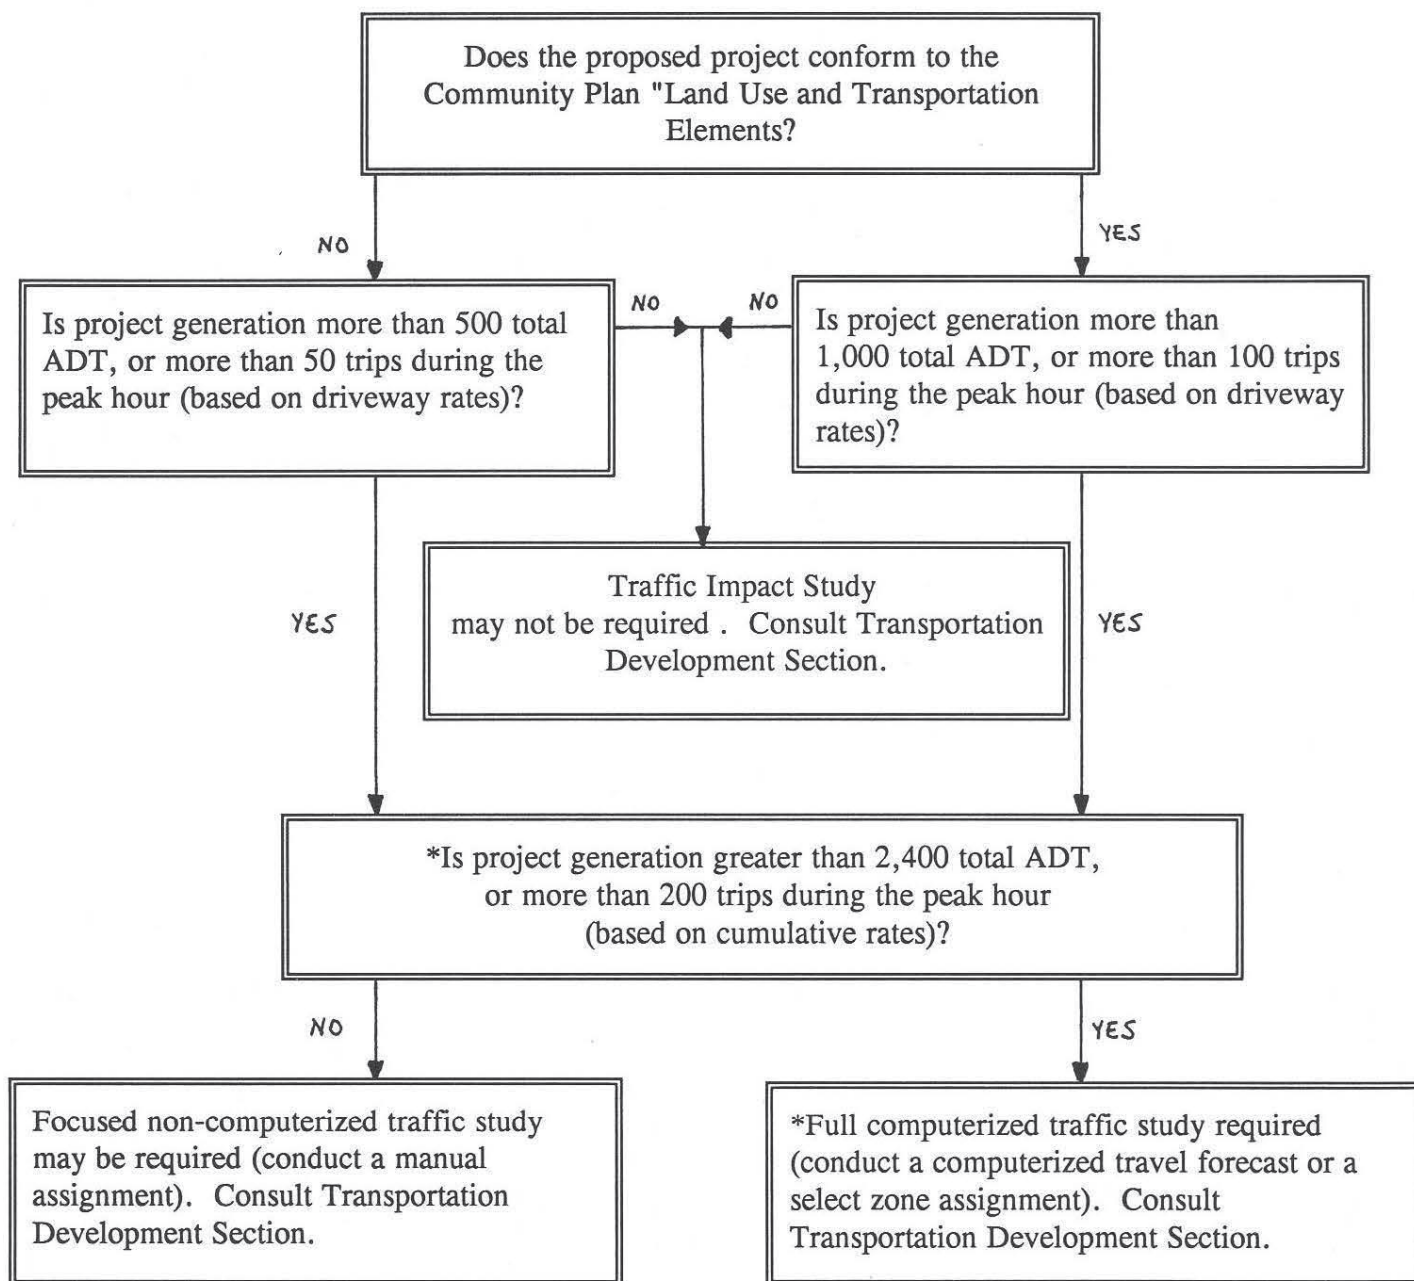 Does the proposed project conform to the
Community Plan "Land Use and Transportation
Elements?
NO
YES
Is project generation more than 500 total
ADT, or more than 50 trips during the
peak hour (based on driveway rates)?
NO
NO
Is project generation more than
1,000 total ADT, or more than 100 trips
during the peak hour (based on driveway
rates)?
YES
Traffic Impact Study
may not be required . Consult Transportation
Development Section.
YES
*Is project generation greater than 2,400 total ADT,
or more than 200 trips during the peak hour
(based on cumulative rates)?
NO
YES
Focused non-computerized traffic study
may be required (conduct a manual
assignment). Consult Transportation
Development Section.
*Full computerized traffic study required
(conduct a computerized travel forecast or a
select zone assignment). Consult
Transportation Development Section.